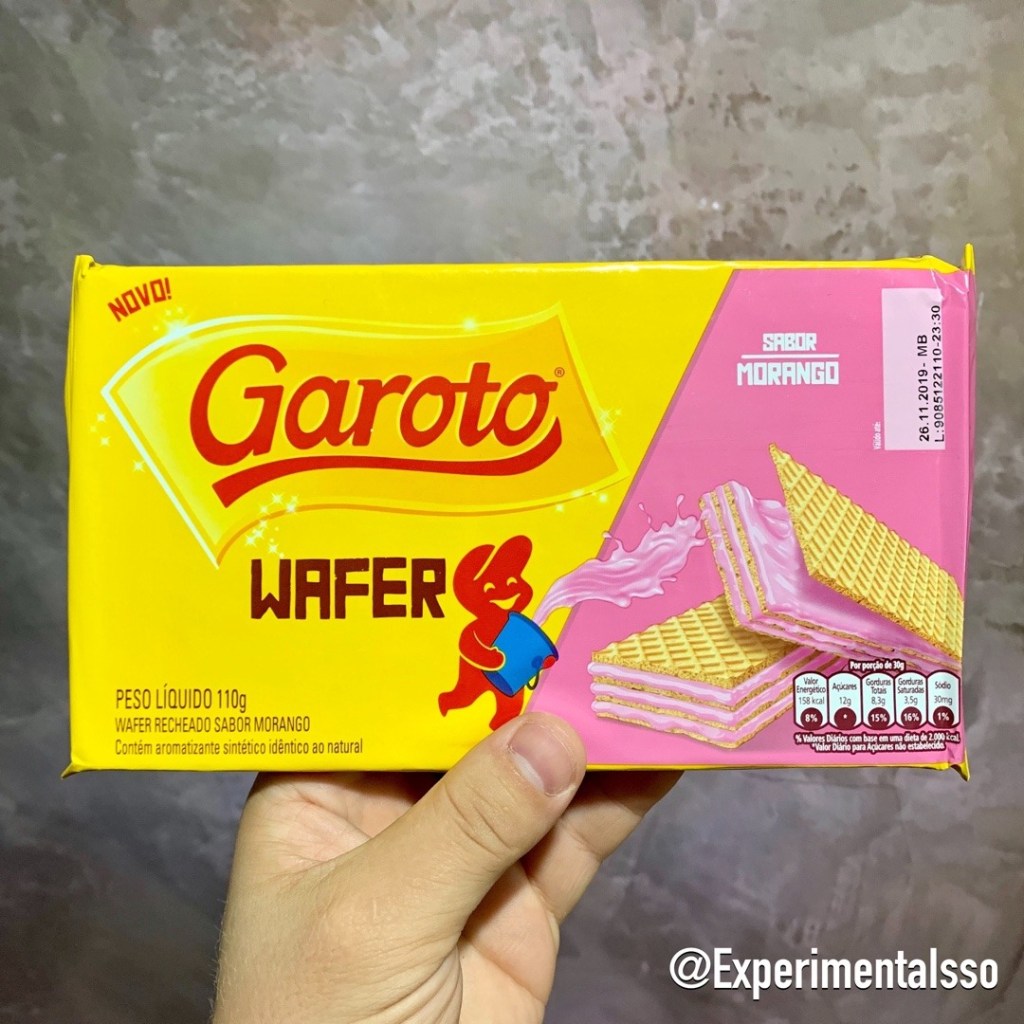 NOVO!
Garoto®
WAFER
PESO LÍQUIDO 110g
WAFER RECHEADO SABOR MORANGO
Contém aromatizante sintético idêntico ao natural
SABOR
MORANGO
Válido até:
26.11.2019- MB
L:9085122110-23:30
Por porção de 30g
Valor Energético 158 kcal 8%
Açúcares 12g *
Gorduras Totais 8,3g 15%
Gorduras Saturadas 3,5g 16%
Sódio 30mg 1%
% Valores Diários com base em uma dieta de 2.000 kcal
*Valor Diário para Açúcares não estabelecido.
@Experimentalsso